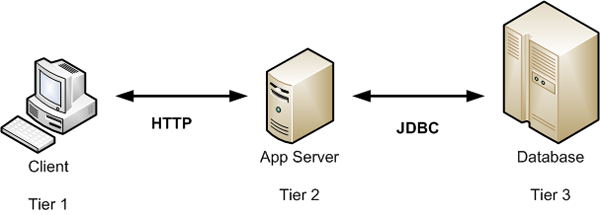 HTTP
JDBC
Client
App Server
Database
Tier 1
Tier 2
Tier 3